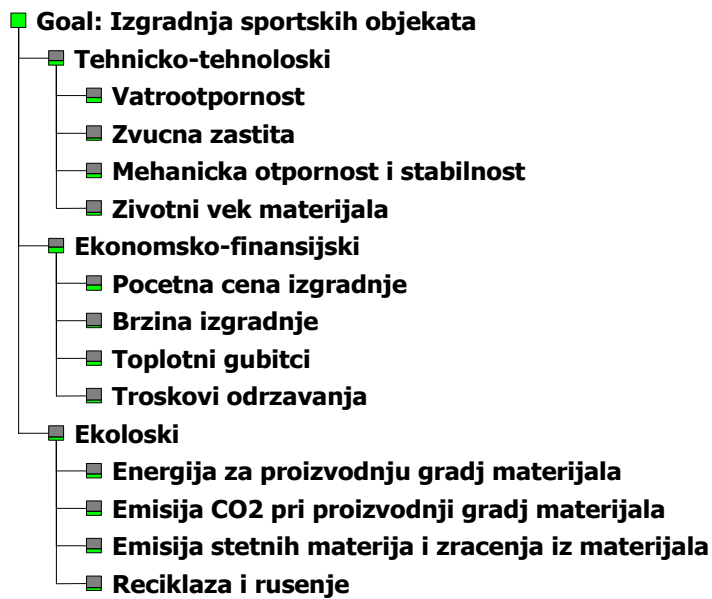 Goal: Izgradnja sportskih objekata
Tehnicko-tehnoloski
Vatrootpornost
Zvucna zastita
Mehanicka otpornost i stabilnost
Zivotni vek materijala
Ekonomsko-finansijski
Pocetna cena izgradnje
Brzina izgradnje
Toplotni gubitci
Troskovi odrzavanja
Ekoloski
Energija za proizvodnju gradj materijala
Emisija CO2 pri proizvodnji gradj materijala
Emisija stetnih materija i zracenja iz materijala
Reciklaza i rusenje